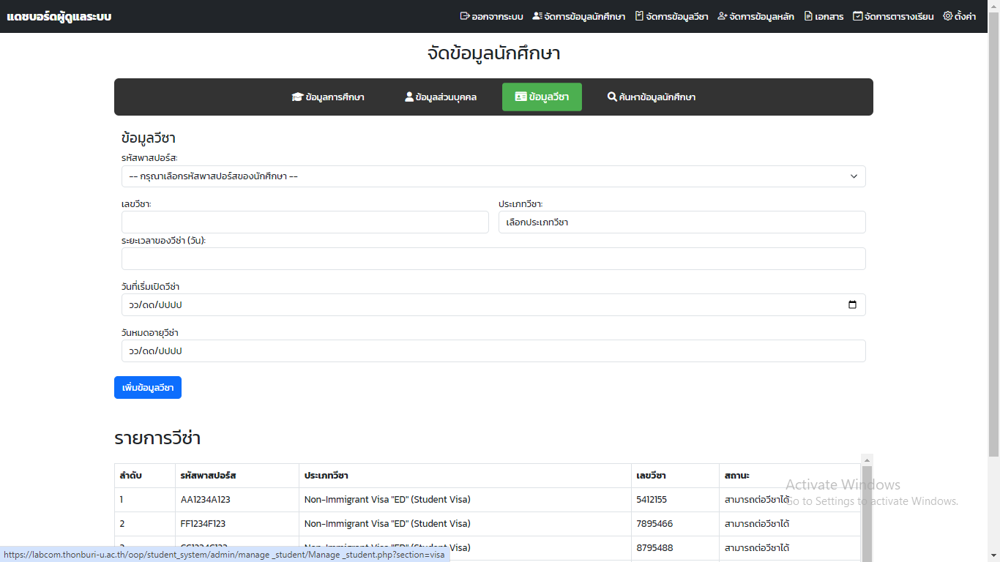 แดชบอร์ดผู้ดูแลระบบ ออกจากระบบ จัดการข้อมูลนักศึกษา จัดการข้อมูลวีซา จัดการข้อมูลหลัก เอกสาร จัดการตารางเรียน ตั้งค่า
จัดข้อมูลนักศึกษา
ข้อมูลการศึกษา ข้อมูลส่วนบุคคล ข้อมูลวีซา ค้นหาข้อมูลนักศึกษา
ข้อมูลวีซา
รหัสพาสปอร์ส:
-- กรุณาเลือกรหัสพาสปอร์สของนักศึกษา --
เลขวีซา: ประเภทวีซา:
เลือกประเภทวีซา
ระยะเวลาของวีซ่า (วัน):
วันที่เริ่มเปิดวีซ่า
วว/ดด/ปปปป
วันหมดอายุวีซ่า
วว/ดด/ปปปป
เพิ่มข้อมูลวีซา
รายการวีซ่า
ลำดับ รหัสพาสปอร์ส ประเภทวีซา เลขวีซา สถานะ
1 AA1234A123 Non-Immigrant Visa "ED" (Student Visa) 5412155 สามารถต่อวีซาได้
2 FF1234F123 Non-Immigrant Visa "ED" (Student Visa) 7895466 สามารถต่อวีซาได้
Visa) 8795488 สามารถต่อวีซาได้
Activate Windows
Go to Settings to activate Windows.
https://labcom.thonburi-u.ac.th/oop/student_system/admin/manage _student/Manage _student.php?section=visa